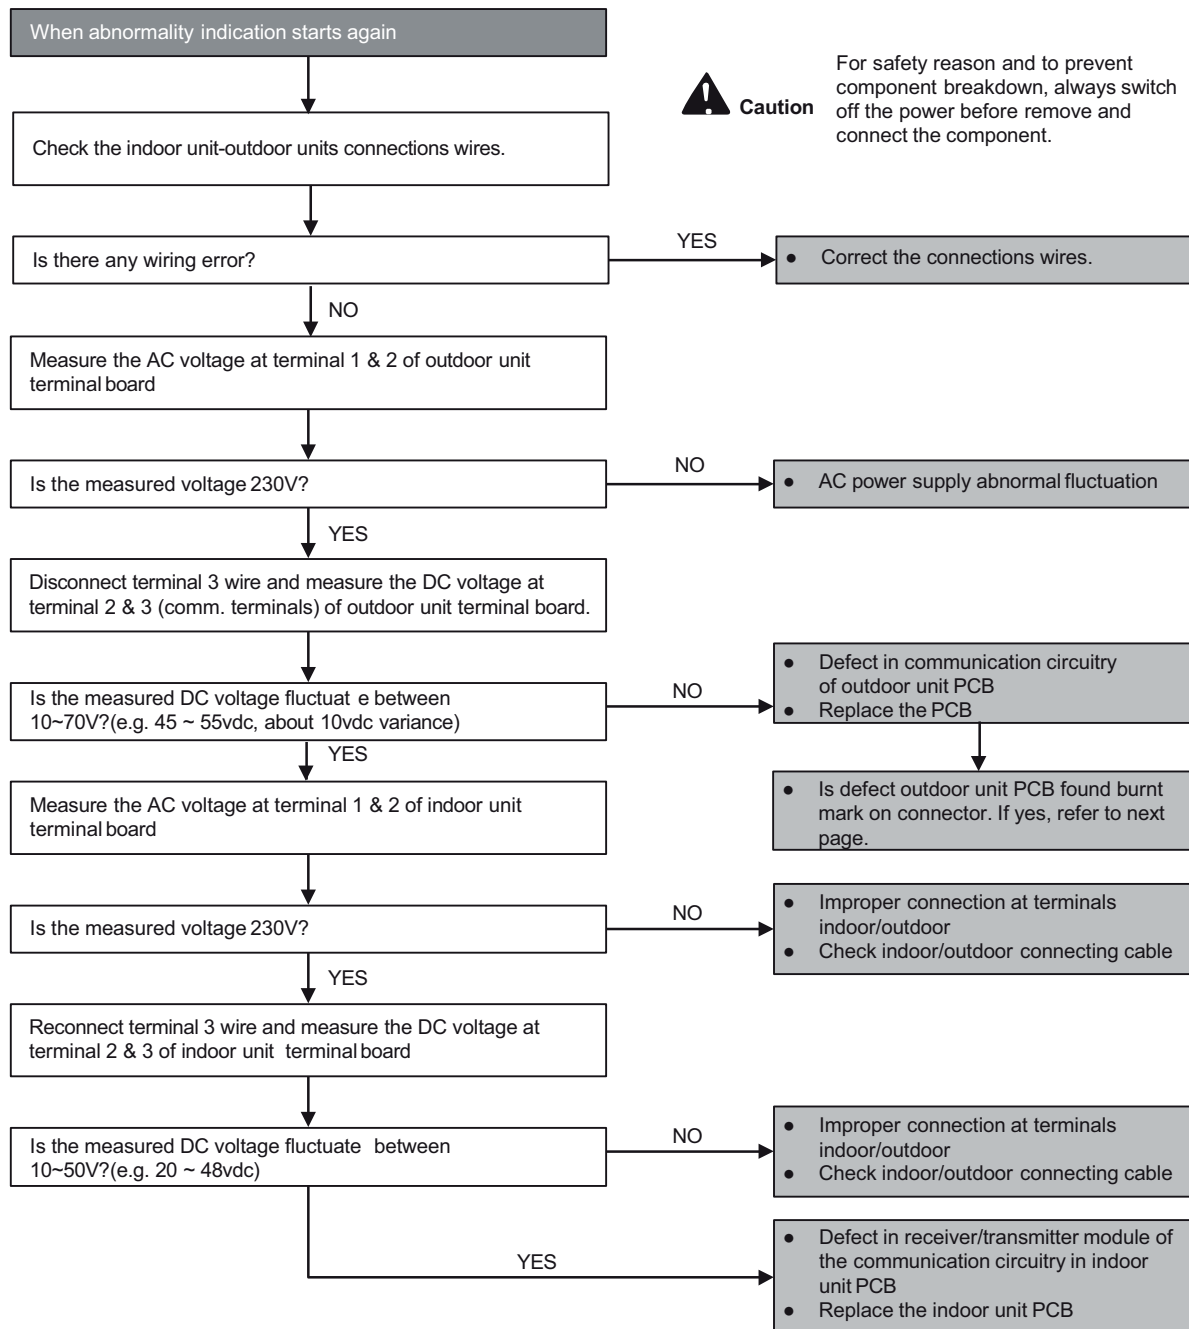 When abnormality indication starts again
For safety reason and to prevent
component breakdown, always switch
off the power before remove and
connect the component.
Caution
Check the indoor unit-outdoor units connections wires.
Is there any wiring error?
YES
● Correct the connections wires.
NO
Measure the AC voltage at terminal 1 & 2 of outdoor unit
terminal board
Is the measured voltage 230V?
NO
● AC power supply abnormal fluctuation
YES
Disconnect terminal 3 wire and measure the DC voltage at
terminal 2 & 3 (comm. terminals) of outdoor unit terminal board.
Is the measured DC voltage fluctuat e between
10~70V?(e.g. 45 ~ 55vdc, about 10vdc variance)
NO
● Defect in communication circuitry
of outdoor unit PCB
● Replace the PCB
YES
Measure the AC voltage at terminal 1 & 2 of indoor unit
terminal board
● Is defect outdoor unit PCB found burnt
mark on connector. If yes, refer to next
page.
Is the measured voltage 230V?
NO
● Improper connection at terminals
indoor/outdoor
● Check indoor/outdoor connecting cable
YES
Reconnect terminal 3 wire and measure the DC voltage at
terminal 2 & 3 of indoor unit terminal board
Is the measured DC voltage fluctuate between
10~50V?(e.g. 20 ~ 48vdc)
NO
● Improper connection at terminals
indoor/outdoor
● Check indoor/outdoor connecting cable
YES
● Defect in receiver/transmitter module of
the communication circuitry in indoor
unit PCB
● Replace the indoor unit PCB